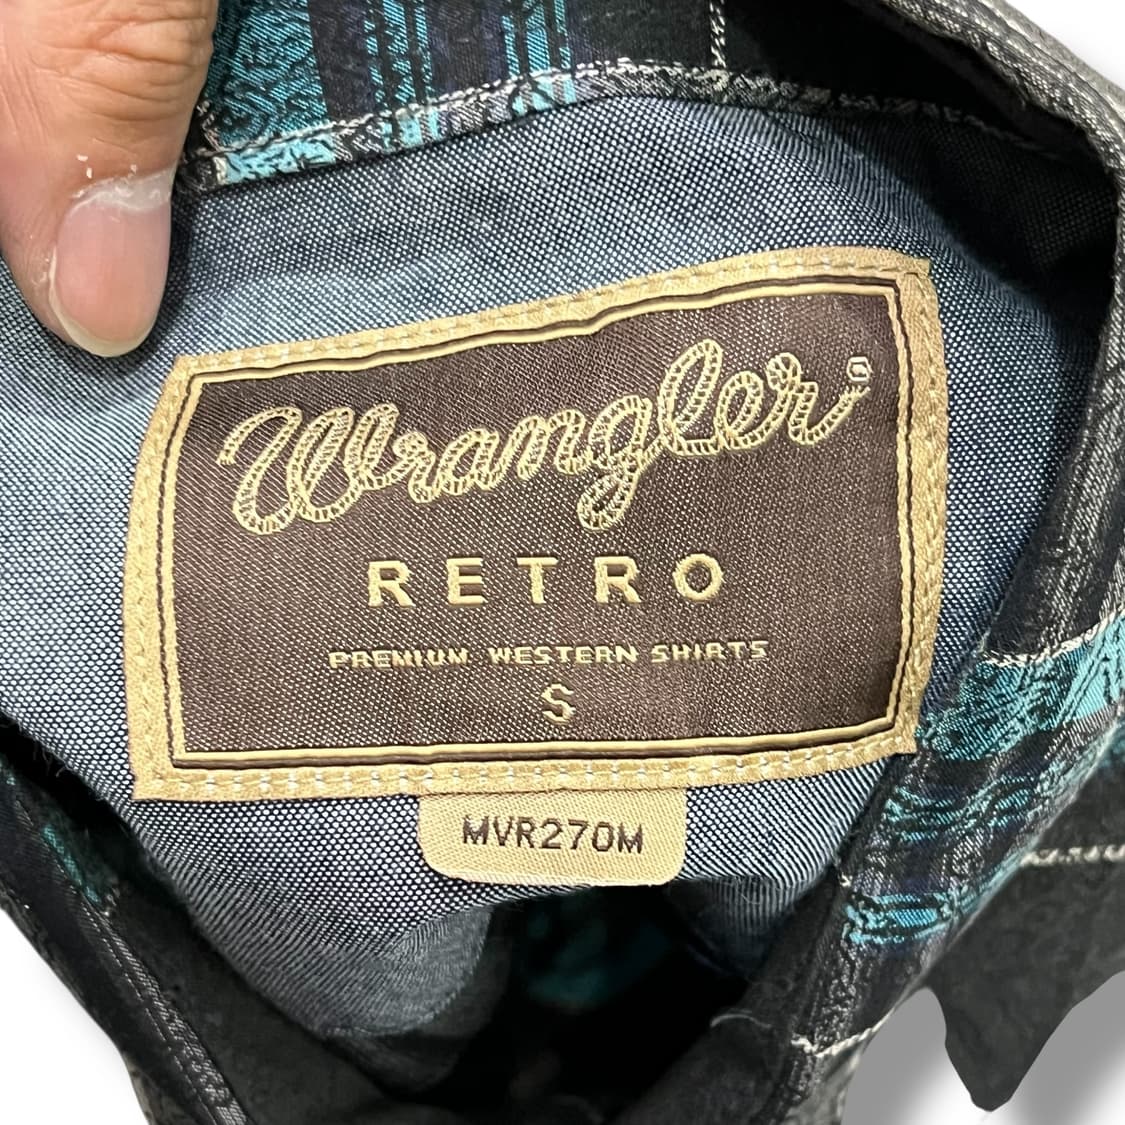 Wrangler®
RETRO
PREMIUM WESTERN SHIRTS
S
MVR270M